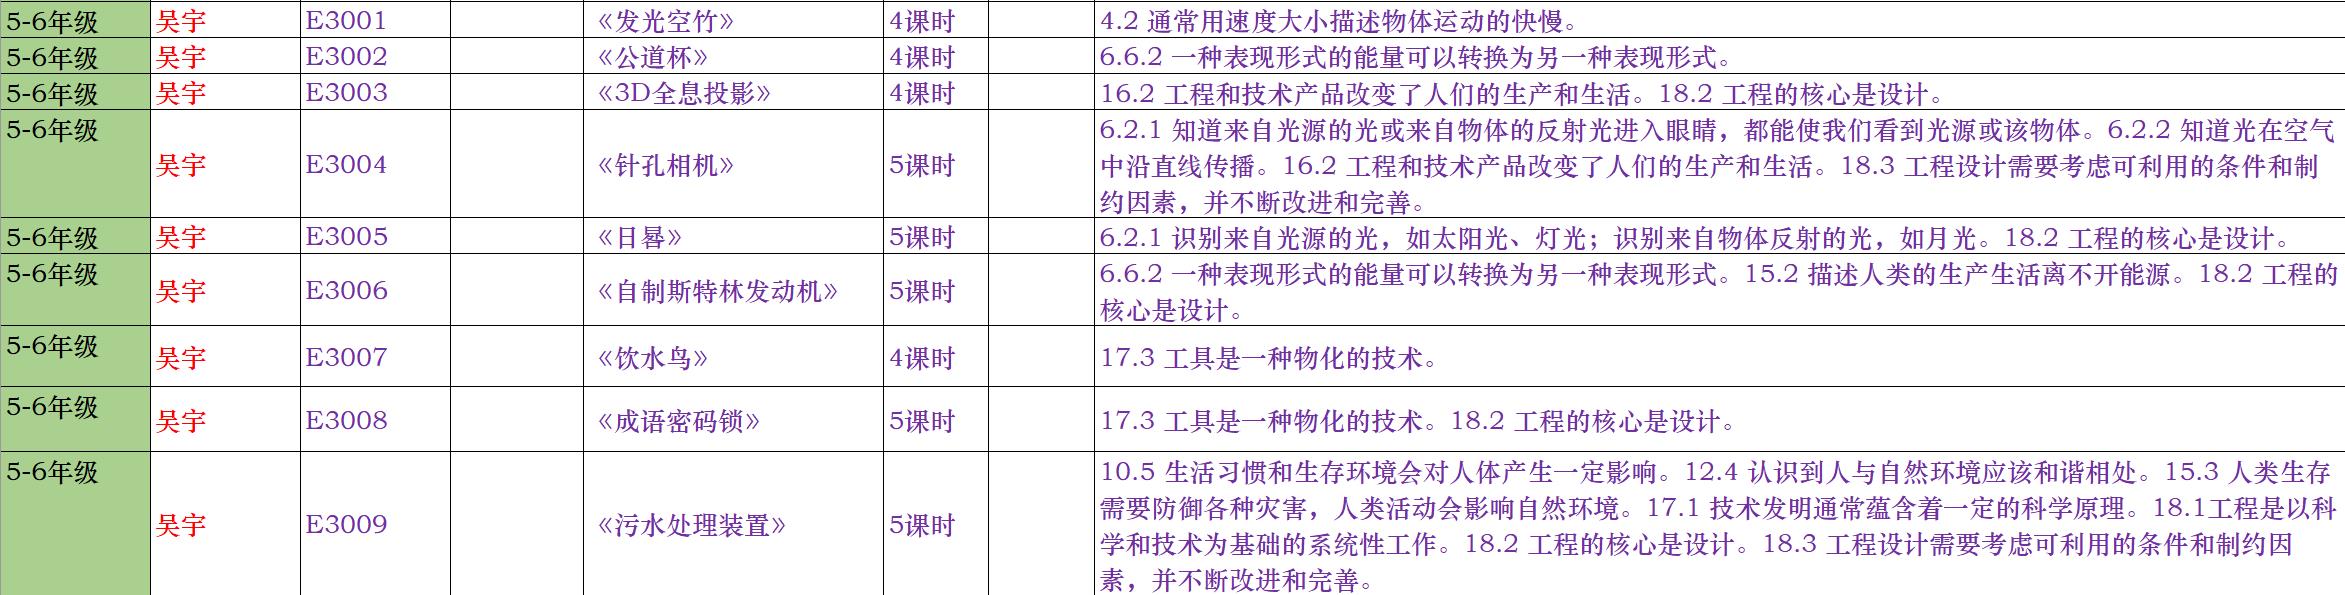 5-6年级 吴宇 E3001 《发光空竹》 4课时 4.2 通常用速度大小描述物体运动的快慢。
5-6年级 吴宇 E3002 《公道杯》 4课时 6.6.2 一种表现形式的能量可以转换为另一种表现形式。
5-6年级 吴宇 E3003 《3D全息投影》 4课时 16.2 工程和技术产品改变了人们的生产和生活。18.2 工程的核心是设计。
5-6年级 吴宇 E3004 《针孔相机》 5课时 6.2.1 知道来自光源的光或来自物体的反射光进入眼睛，都能使我们看到光源或该物体。6.2.2 知道光在空气
中沿直线传播。16.2 工程和技术产品改变了人们的生产和生活。18.3 工程设计需要考虑可利用的条件和制
约因素，并不断改进和完善。
5-6年级 吴宇 E3005 《日晷》 5课时 6.2.1 识别来自光源的光，如太阳光、灯光；识别来自物体反射的光，如月光。18.2 工程的核心是设计。
5-6年级 吴宇 E3006 《自制斯特林发动机》 5课时 6.6.2 一种表现形式的能量可以转换为另一种表现形式。15.2 描述人类的生产生活离不开能源。18.2 工程的
核心是设计。
5-6年级 吴宇 E3007 《饮水鸟》 4课时 17.3 工具是一种物化的技术。
5-6年级 吴宇 E3008 《成语密码锁》 5课时 17.3 工具是一种物化的技术。18.2 工程的核心是设计。
5-6年级 吴宇 E3009 《污水处理装置》 5课时 10.5 生活习惯和生存环境会对人体产生一定影响。12.4 认识到人与自然环境应该和谐相处。15.3 人类生存
需要防御各种灾害，人类活动会影响自然环境。17.1 技术发明通常蕴含着一定的科学原理。18.1工程是以科
学和技术为基础的系统性工作。18.2 工程的核心是设计。18.3 工程设计需要考虑可利用的条件和制约因
素，并不断改进和完善。